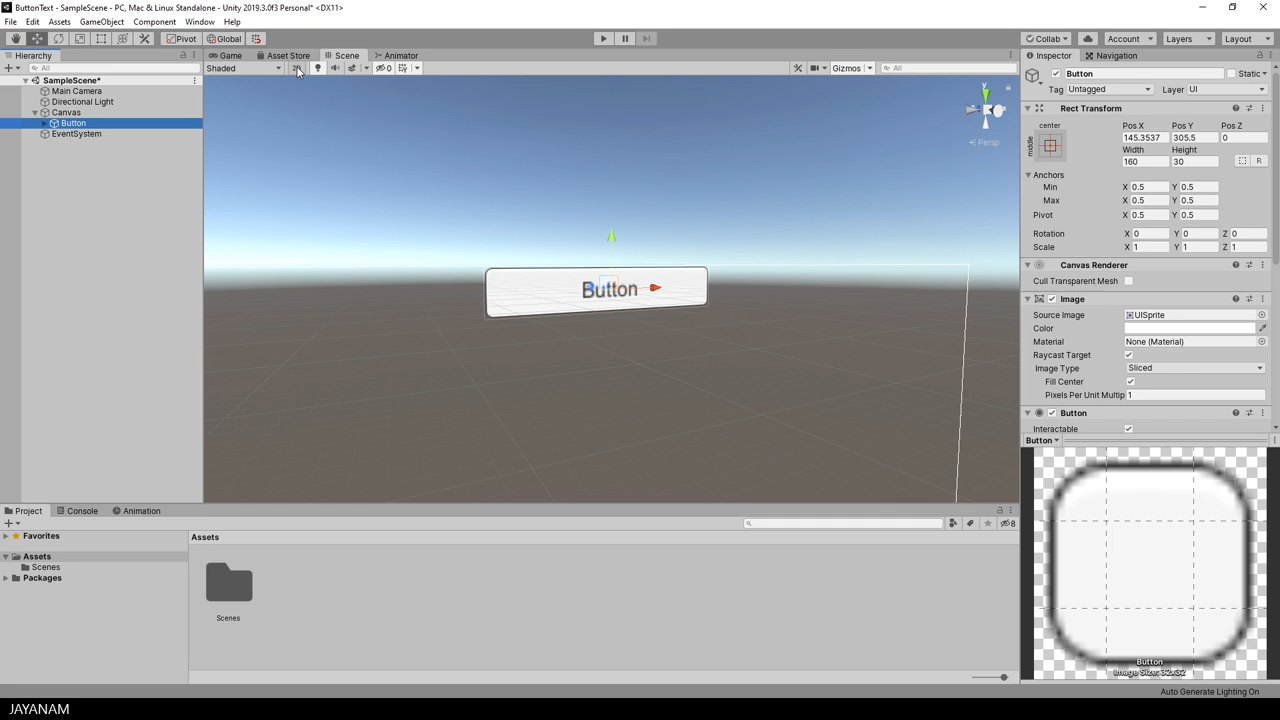 ButtonText - SampleScene - PC, Mac & Linux Standalone - Unity 2019.3.0f3 Personal* <DX11>
File Edit Assets GameObject Component Window Help
Pivot Global Collab Account Layers Layout
Hierarchy
All
SampleScene*
Main Camera
Directional Light
Canvas
Button
EventSystem
Game Asset Store Scene Animator
Shaded 0 Gizmos All
y
Persp
Button
Inspector Navigation
Button Static
Tag Untagged Layer UI
Rect Transform
center
middle
Pos X Pos Y Pos Z
145.3537 305.5 0
Width Height
160 30
R
Anchors
Min X 0.5 Y 0.5
Max X 0.5 Y 0.5
Pivot X 0.5 Y 0.5
Rotation X 0 Y 0 Z 0
Scale X 1 Y 1 Z 1
Canvas Renderer
Cull Transparent Mesh
Image
Source Image UISprite
Color
Material None (Material)
Raycast Target
Image Type Sliced
Fill Center
Pixels Per Unit Multip 1
Button
Interactable
Button
Button
Image Size: 32x32
Project Console Animation
8
Favorites
Assets
Scenes
Packages
Assets
Scenes
Auto Generate Lighting On
JAYANAM